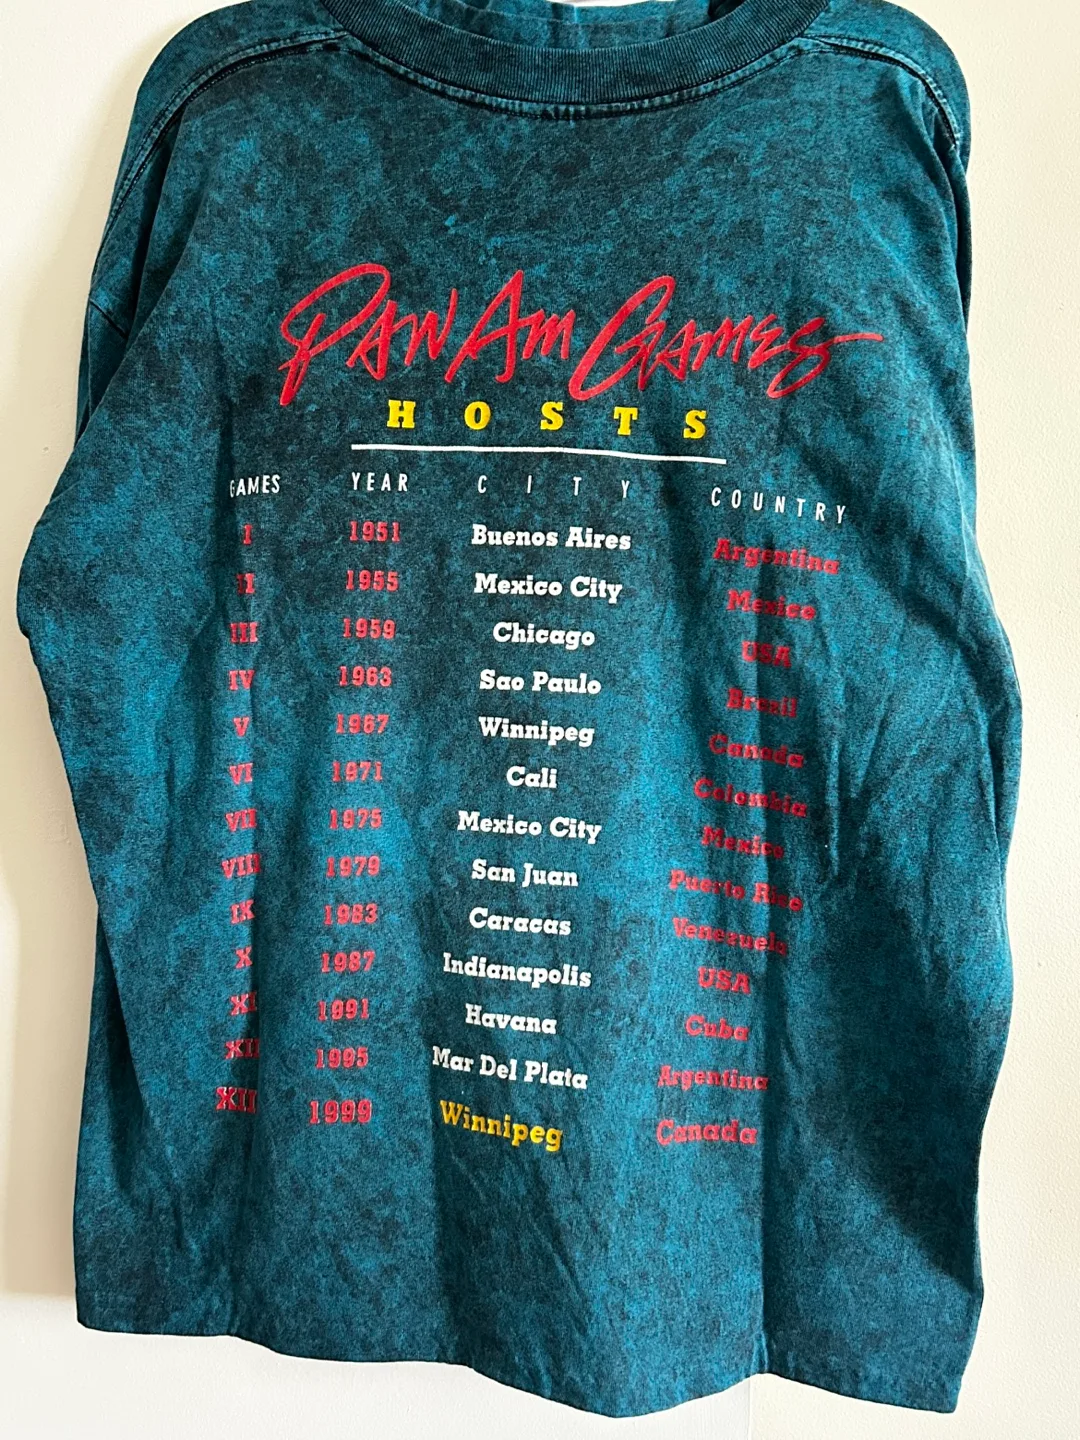 Pan Am Games
HOSTS
GAMES YEAR CITY COUNTRY
I 1951 Buenos Aires Argentina
II 1955 Mexico City Mexico
III 1959 Chicago USA
IV 1963 Sao Paulo Brazil
V 1967 Winnipeg Canada
VI 1971 Cali Colombia
VII 1975 Mexico City Mexico
VIII 1979 San Juan Puerto Rico
IX 1983 Caracas Venezuela
X 1987 Indianapolis USA
XI 1991 Havana Cuba
XII 1995 Mar Del Plata Argentina
XIII 1999 Winnipeg Canada